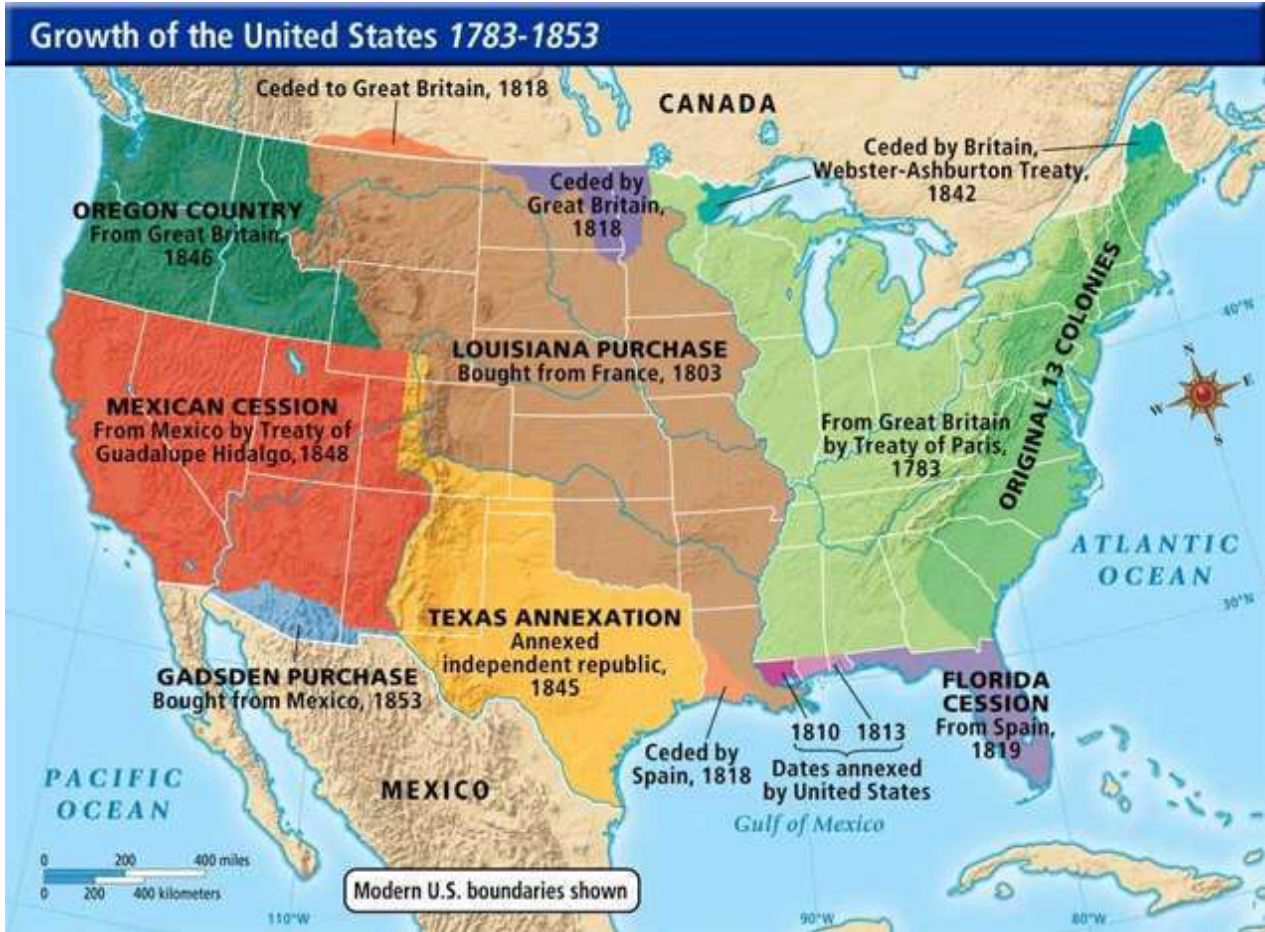 Growth of the United States 1783-1853
Ceded to Great Britain, 1818
CANADA
Ceded by Britain,
Webster-Ashburton Treaty,
1842
Ceded by
Great Britain,
1818
OREGON COUNTRY
From Great Britain,
1846
ORIGINAL 13 COLONIES
40°N
N
E
W
S
LOUISIANA PURCHASE
Bought from France, 1803
MEXICAN CESSION
From Mexico by Treaty of
Guadalupe Hidalgo, 1848
From Great Britain
by Treaty of Paris,
1783
ATLANTIC
OCEAN
30°N
TEXAS ANNEXATION
Annexed
independent republic,
1845
GADSDEN PURCHASE
Bought from Mexico, 1853
FLORIDA
CESSION
From Spain,
1819
1810 1813
Dates annexed
by United States
Ceded by
Spain, 1818
PACIFIC
OCEAN
MEXICO
Gulf of Mexico
0 200 400 miles
0 200 400 kilometers
Modern U.S. boundaries shown
110°W
90°W
80°W